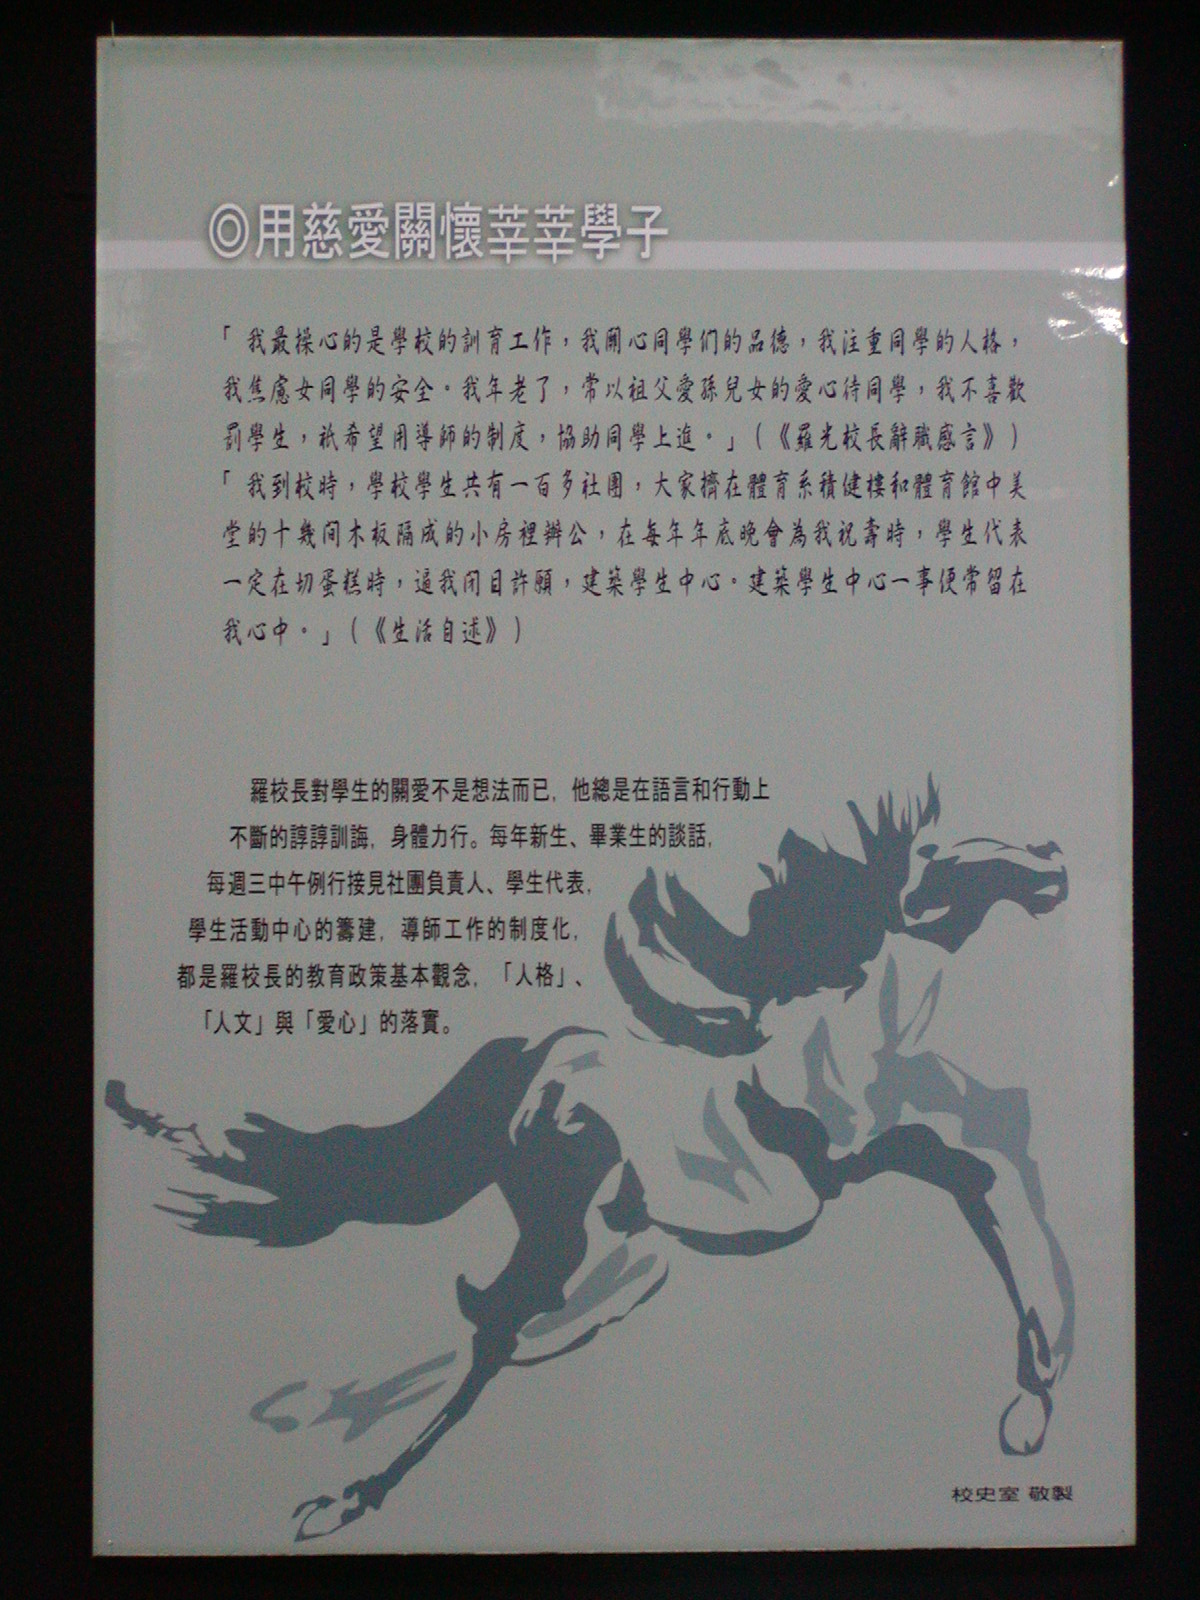 ◎用慈愛關懷莘莘學子
「我最操心的是學校的訓育工作，我關心同學们的品德，我注重同學的人格，
我焦慮女同學的安全。我年老了，常以祖父愛孫兒女的愛心待同學，我不喜歡
罰學生，祇希望用導師的制度，協助同學上進。」（《羅光校長辭職感言》）
「我到校時，學校學生共有一百多社團，大家擠在體育系積健樓和體育館中美
堂的十幾间木板隔成的小房裡辦公，在每年年底晚會為我祝壽時，學生代表
一定在切蛋糕時，逼我閉目許願，建築學生中心。建築學生中心一事便常留在
我心中。」（《生活自述》）
羅校長對學生的關愛不是想法而已，他總是在語言和行動上
不斷的諄諄訓誨，身體力行。每年新生、畢業生的談話，
每週三中午例行接見社團負責人、學生代表，
學生活動中心的籌建，導師工作的制度化，
都是羅校長的教育政策基本觀念，「人格」、
「人文」與「愛心」的落實。
校史室 敬製